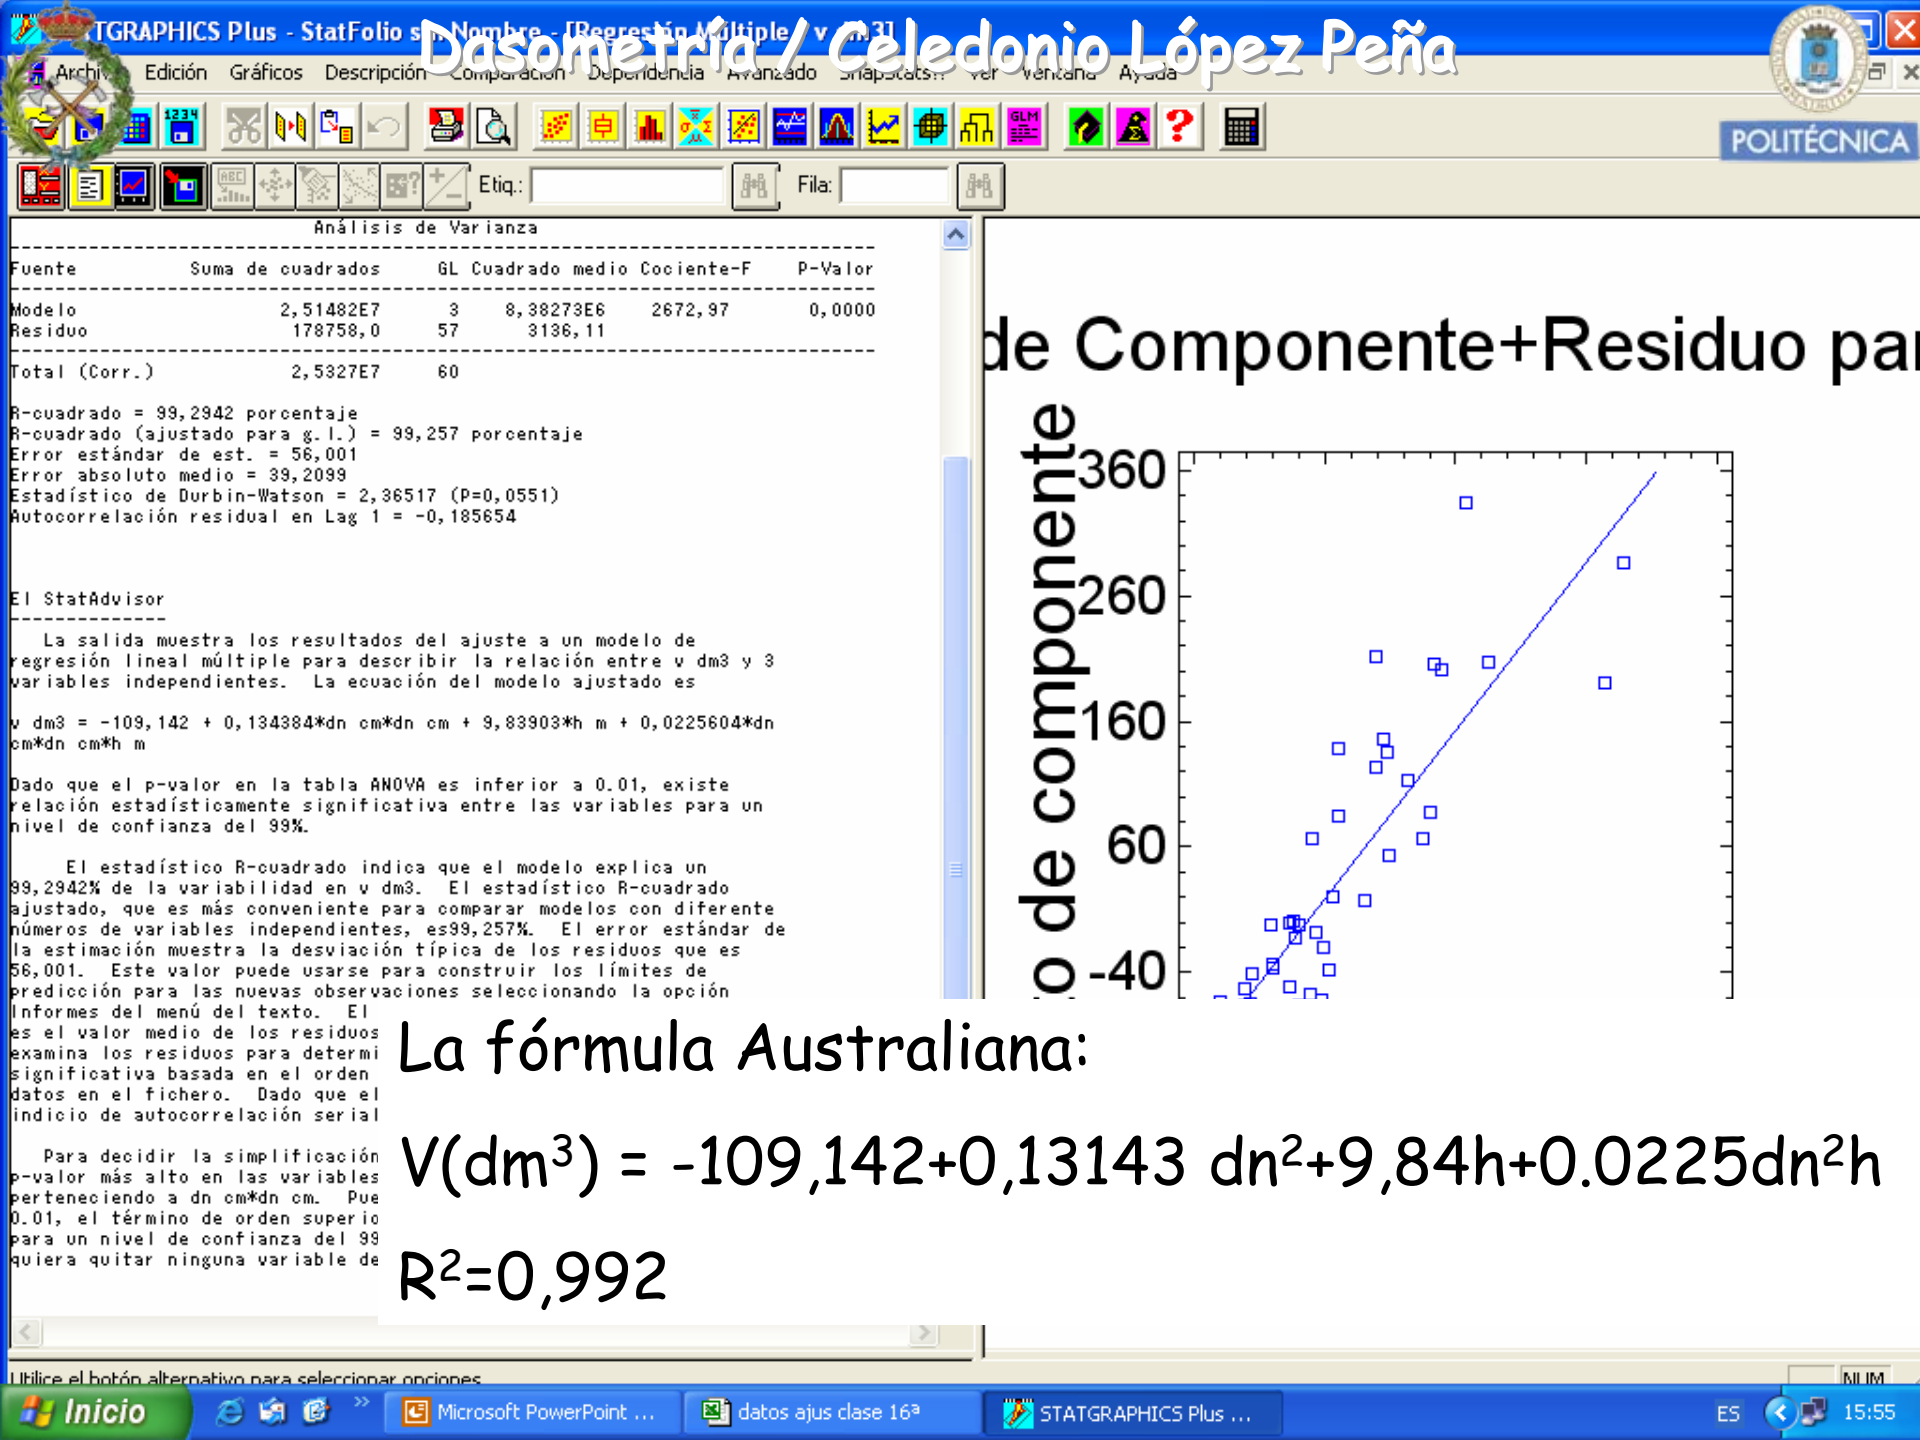 Dasometría / Celedonio López Peña
TGRAPHICS Plus - StatFolio s Nombre - [Regresión Múltiple - v dm3]
Archiv Edición Gráficos Descripción Comparación Dependencia Avanzado SnapStats!! Ver Ventana Ayuda
POLITÉCNICA
Etiq.: Fila:
Análisis de Varianza
Fuente Suma de cuadrados GL Cuadrado medio Cociente-F P-Valor
Modelo 2,51482E7 3 8,38273E6 2672,97 0,0000
Residuo 178758,0 57 3136,11
Total (Corr.) 2,5327E7 60
R-cuadrado = 99,2942 porcentaje
R-cuadrado (ajustado para g.l.) = 99,257 porcentaje
Error estándar de est. = 56,001
Error absoluto medio = 39,2099
Estadístico de Durbin-Watson = 2,36517 (P=0,0551)
Autocorrelación residual en Lag 1 = -0,185654
El StatAdvisor
La salida muestra los resultados del ajuste a un modelo de
regresión lineal múltiple para describir la relación entre v dm3 y 3
variables independientes. La ecuación del modelo ajustado es
v dm3 = -109,142 + 0,134384*dn cm*dn cm + 9,83903*h m + 0,0225604*dn
cm*dn cm*h m
Dado que el p-valor en la tabla ANOVA es inferior a 0.01, existe
relación estadísticamente significativa entre las variables para un
nivel de confianza del 99%.
El estadístico R-cuadrado indica que el modelo explica un
99,2942% de la variabilidad en v dm3. El estadístico R-cuadrado
ajustado, que es más conveniente para comparar modelos con diferente
números de variables independientes, es99,257%. El error estándar de
la estimación muestra la desviación típica de los residuos que es
56,001. Este valor puede usarse para construir los límites de
predicción para las nuevas observaciones seleccionando la opción
Informes del menú del texto. El
es el valor medio de los residuos
examina los residuos para determi
significativa basada en el orden
datos en el fichero. Dado que el
indicio de autocorrelación serial
Para decidir la simplificación
p-valor más alto en las variables
perteneciendo a dn cm*dn cm. Pue
0.01, el término de orden superio
para un nivel de confianza del 99
quiera quitar ninguna variable de
de Componente+Residuo par
o de componente
360
260
160
60
-40
La fórmula Australiana:
V(dm³) = -109,142+0,13143 dn²+9,84h+0.0225dn²h
R²=0,992
Utilice el botón alternativo para seleccionar opciones
NUM
Inicio
Microsoft PowerPoint ...
datos ajus clase 16ª
STATGRAPHICS Plus ...
ES
15:55